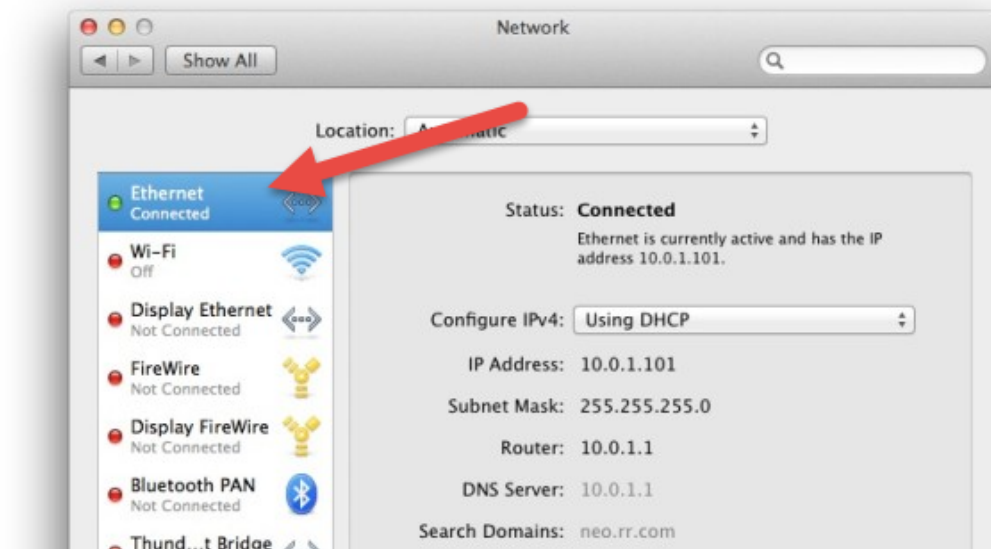 Network
Show All
Location:
Ethernet
Connected
Wi-Fi
Off
Display Ethernet
Not Connected
FireWire
Not Connected
Display FireWire
Not Connected
Bluetooth PAN
Not Connected
Thund...t Bridge
Status: Connected
Ethernet is currently active and has the IP
address 10.0.1.101.
Configure IPv4: Using DHCP
IP Address: 10.0.1.101
Subnet Mask: 255.255.255.0
Router: 10.0.1.1
DNS Server: 10.0.1.1
Search Domains: neo.rr.com